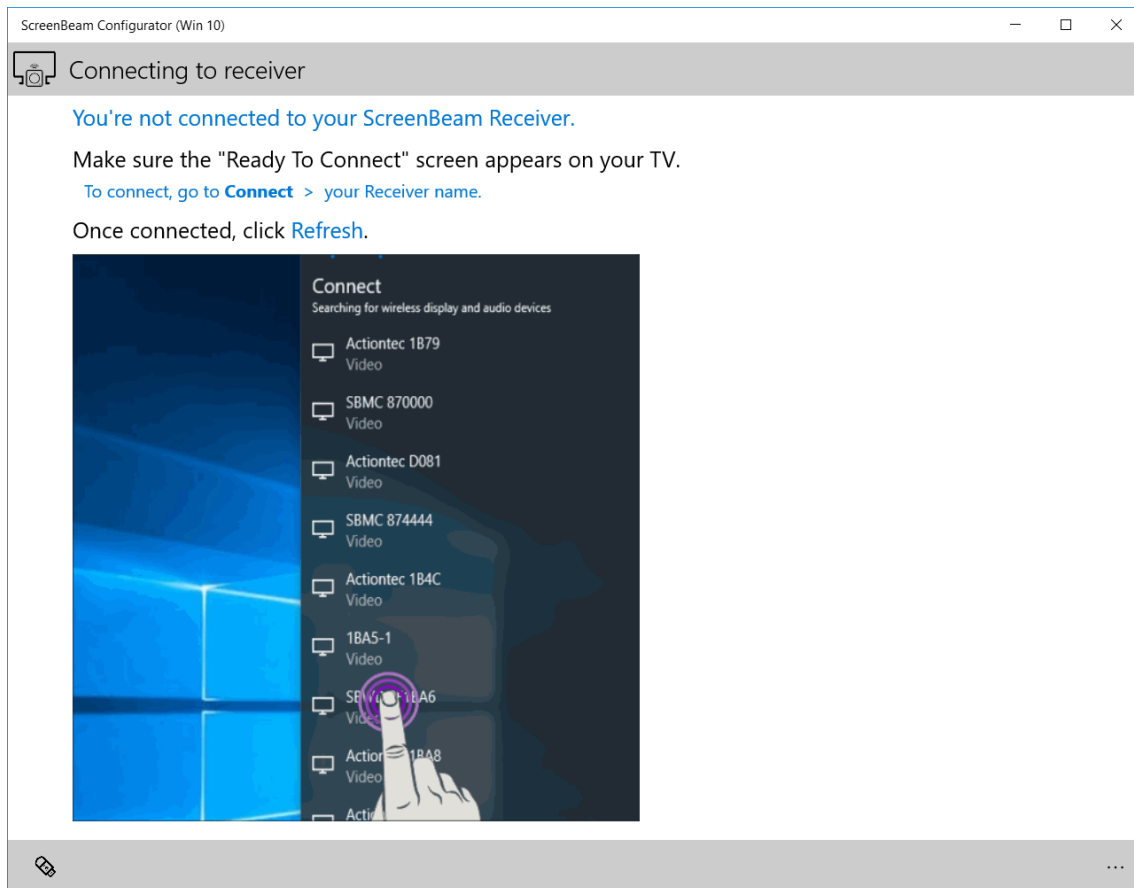 ScreenBeam Configurator (Win 10)
Connecting to receiver
You're not connected to your ScreenBeam Receiver.
Make sure the "Ready To Connect" screen appears on your TV.
To connect, go to Connect > your Receiver name.
Once connected, click Refresh.
Connect
Searching for wireless display and audio devices
Actiontec 1B79
Video
SBMC 870000
Video
Actiontec D081
Video
SBMC 874444
Video
Actiontec 1B4C
Video
1BA5-1
Video
1BA6
Video
1BA8
Video